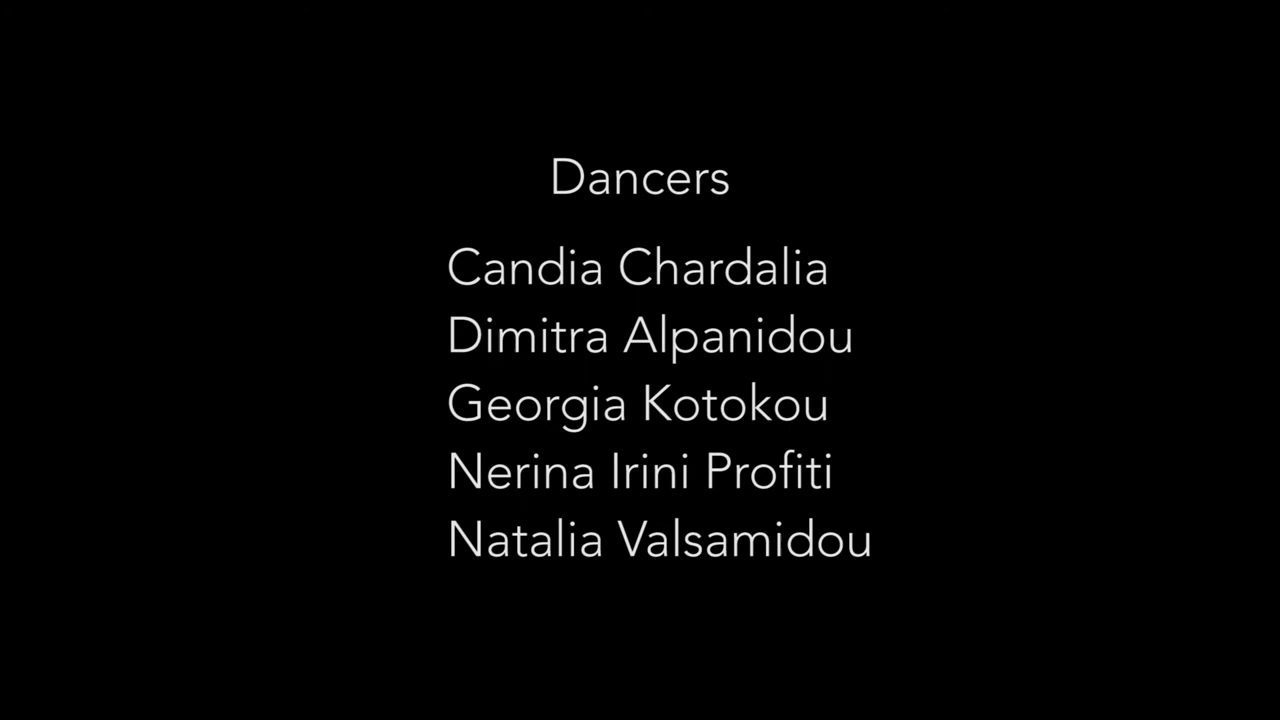 Dancers
Candia Chardalia
Dimitra Alpanidou
Georgia Kotokou
Nerina Irini Profiti
Natalia Valsamidou